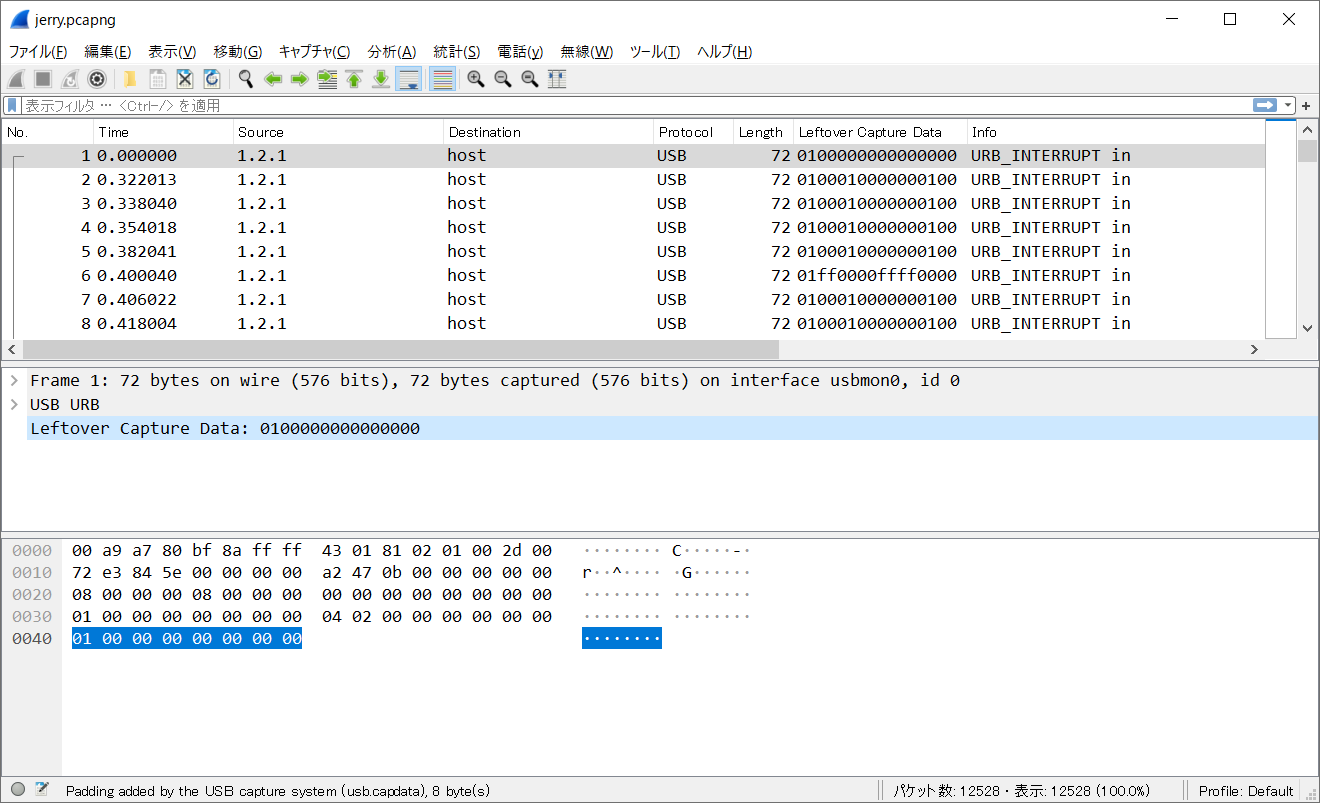 jerry.pcapng
ファイル(F) 編集(E) 表示(V) 移動(G) キャプチャ(C) 分析(A) 統計(S) 電話(y) 無線(W) ツール(T) ヘルプ(H)
表示フィルタ … 〈Ctrl-/〉 を適用
No. Time Source Destination Protocol Length Leftover Capture Data Info
1 0.000000 1.2.1 host USB 72 0100000000000000 URB_INTERRUPT in
2 0.322013 1.2.1 host USB 72 0100010000000100 URB_INTERRUPT in
3 0.338040 1.2.1 host USB 72 0100010000000100 URB_INTERRUPT in
4 0.354018 1.2.1 host USB 72 0100010000000100 URB_INTERRUPT in
5 0.382041 1.2.1 host USB 72 0100010000000100 URB_INTERRUPT in
6 0.400040 1.2.1 host USB 72 01ff0000ffff0000 URB_INTERRUPT in
7 0.406022 1.2.1 host USB 72 0100010000000100 URB_INTERRUPT in
8 0.418004 1.2.1 host USB 72 0100010000000100 URB_INTERRUPT in
Frame 1: 72 bytes on wire (576 bits), 72 bytes captured (576 bits) on interface usbmon0, id 0
USB URB
Leftover Capture Data: 0100000000000000
0000 00 a9 a7 80 bf 8a ff ff 43 01 81 02 01 00 2d 00 ········ C·····-·
0010 72 e3 84 5e 00 00 00 00 a2 47 0b 00 00 00 00 00 r··^···· ·G······
0020 08 00 00 00 08 00 00 00 00 00 00 00 00 00 00 00 ········ ········
0030 01 00 00 00 00 00 00 00 04 02 00 00 00 00 00 00 ········ ········
0040 01 00 00 00 00 00 00 00 ········
Padding added by the USB capture system (usb.capdata), 8 byte(s) パケット数: 12528 · 表示: 12528 (100.0%) Profile: Default